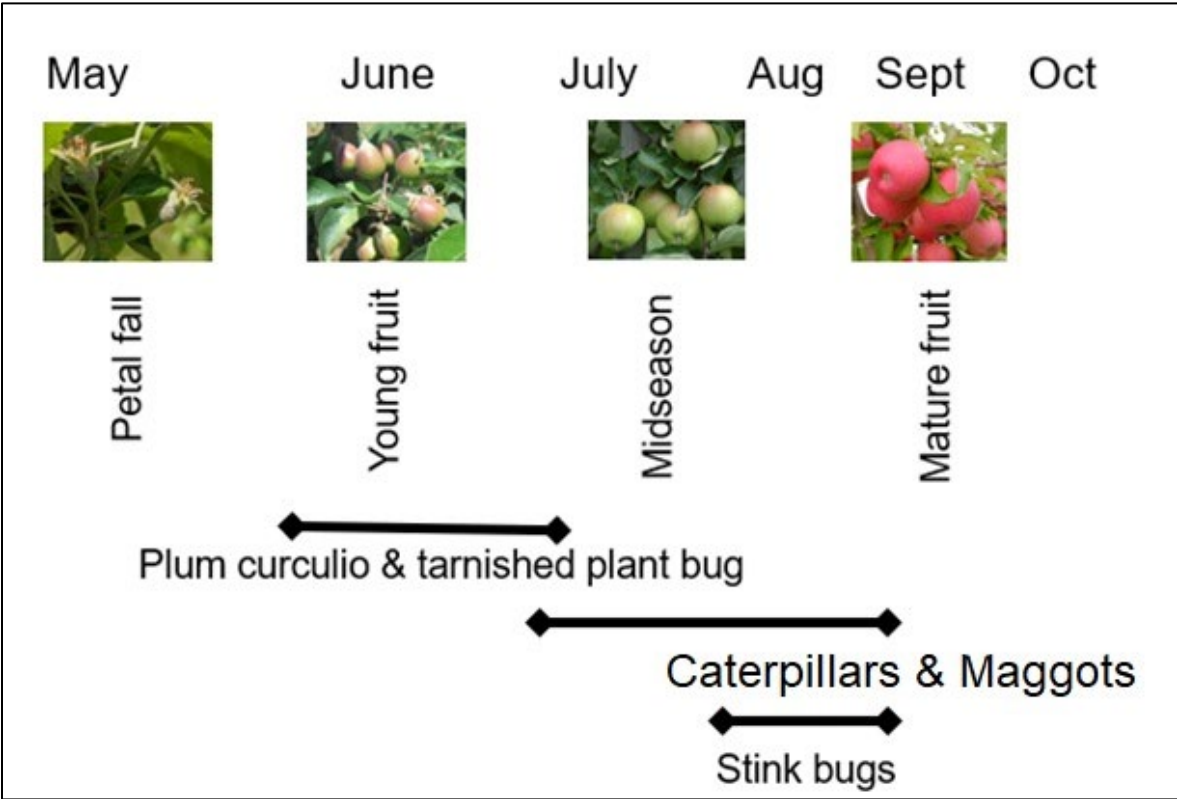 May June July Aug Sept Oct
Petal fall
Young fruit
Midseason
Mature fruit
Plum curculio & tarnished plant bug
Caterpillars & Maggots
Stink bugs